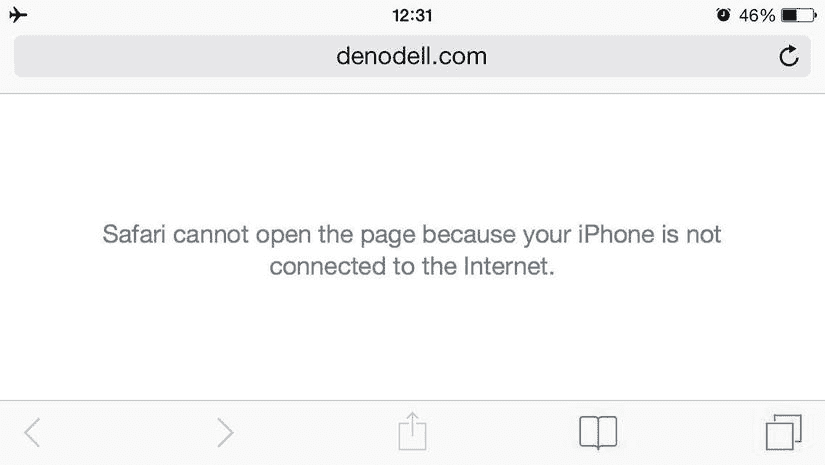 12:31
46%
denodell.com
Safari cannot open the page because your iPhone is not
connected to the Internet.